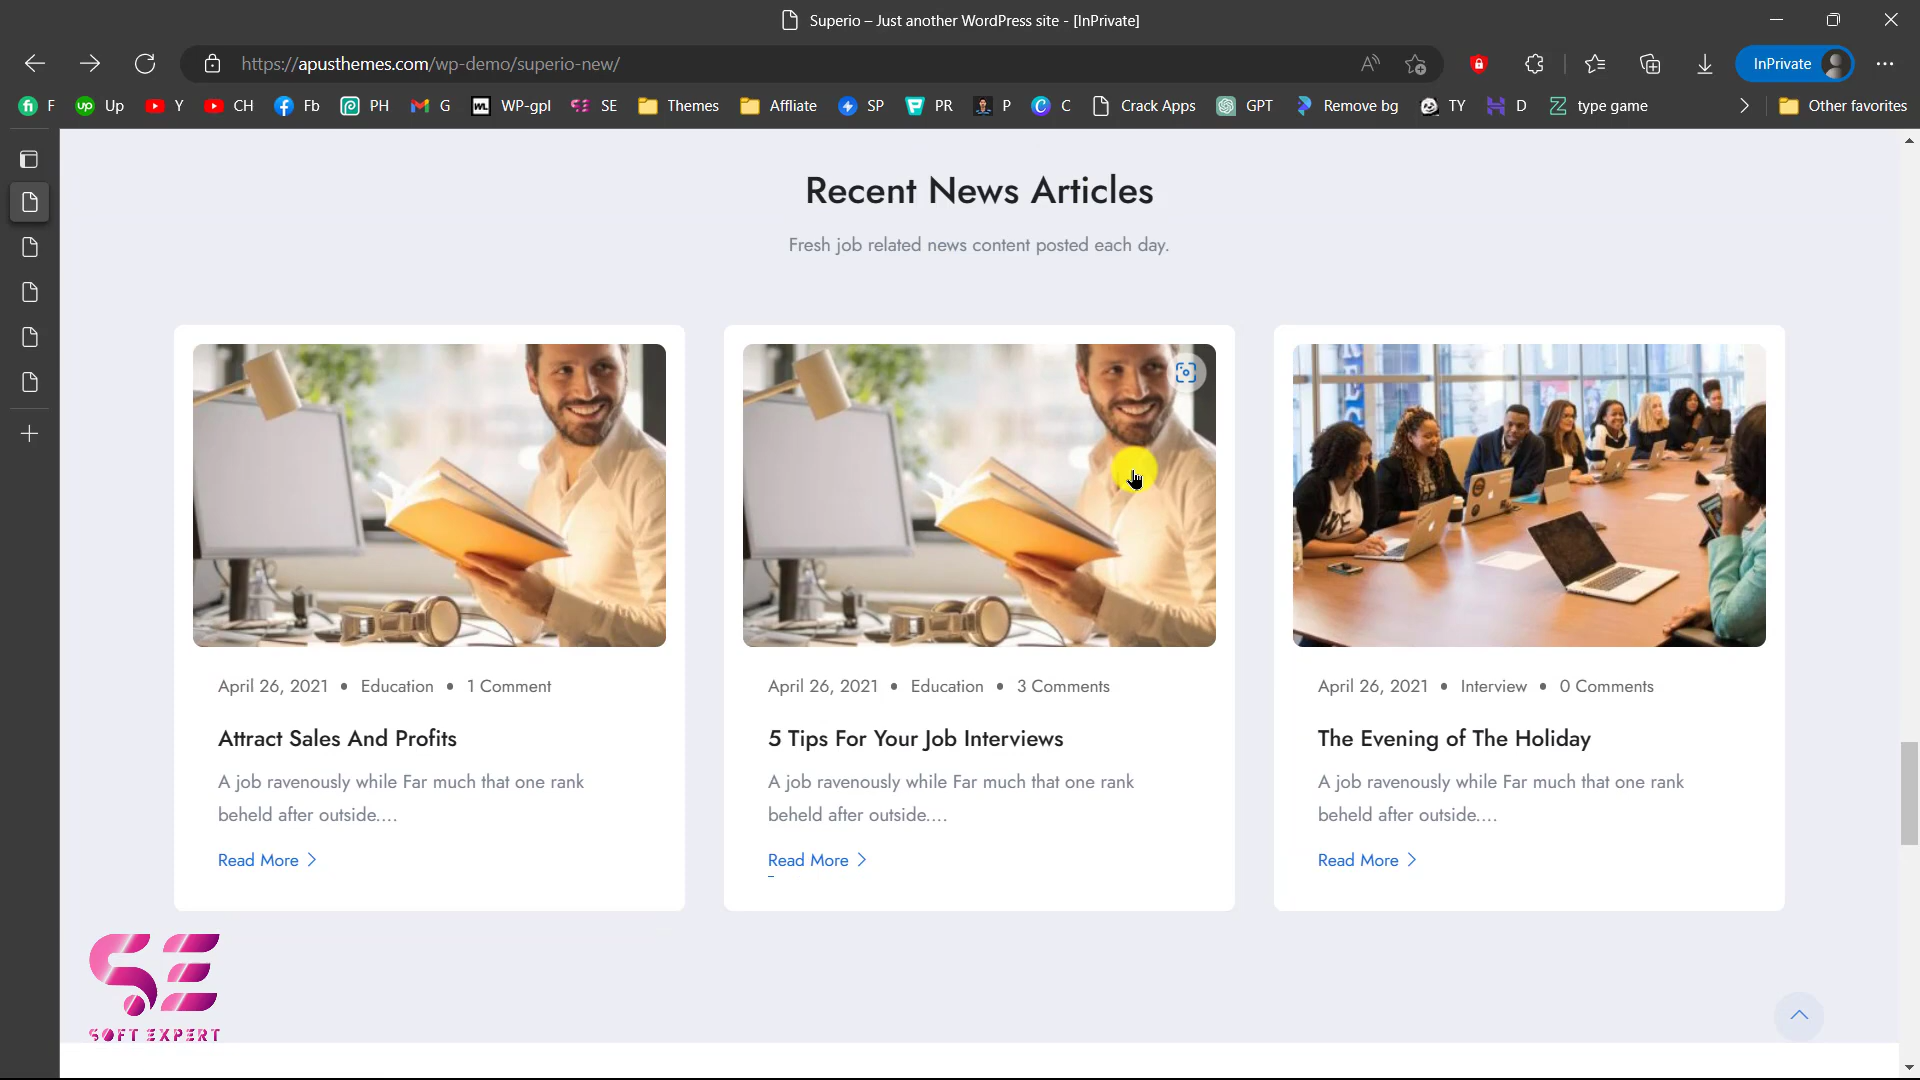 Superio – Just another WordPress site - [InPrivate]
https://apusthemes.com/wp-demo/superio-new/
InPrivate
F Up Y CH Fb PH G WP-gpl SE Themes Affliate SP PR P C Crack Apps GPT Remove bg TY D type game Other favorites
Recent News Articles
Fresh job related news content posted each day.
April 26, 2021 • Education • 1 Comment
Attract Sales And Profits
A job ravenously while Far much that one rank
beheld after outside....
Read More
April 26, 2021 • Education • 3 Comments
5 Tips For Your Job Interviews
A job ravenously while Far much that one rank
beheld after outside....
Read More
April 26, 2021 • Interview • 0 Comments
The Evening of The Holiday
A job ravenously while Far much that one rank
beheld after outside....
Read More
SE
SOFT EXPERT